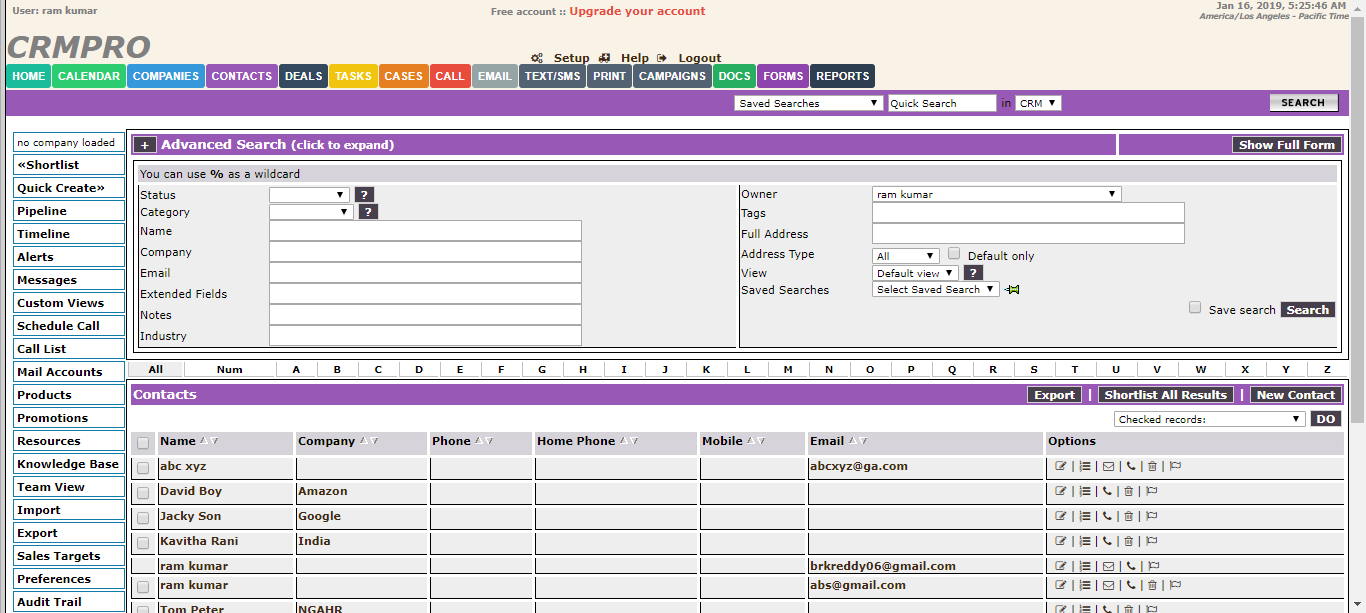 User: ram kumar
Free account :: Upgrade your account
Jan 16, 2019, 5:25:46 AM
America/Los Angeles - Pacific Time
CRMPRO
Setup Help Logout
HOME CALENDAR COMPANIES CONTACTS DEALS TASKS CASES CALL EMAIL TEXT/SMS PRINT CAMPAIGNS DOCS FORMS REPORTS
Saved Searches Quick Search in CRM SEARCH
no company loaded
«Shortlist
Quick Create»
Pipeline
Timeline
Alerts
Messages
Custom Views
Schedule Call
Call List
Mail Accounts
Products
Promotions
Resources
Knowledge Base
Team View
Import
Export
Sales Targets
Preferences
Audit Trail
+ Advanced Search (click to expand) Show Full Form
You can use % as a wildcard
Status ?
Category ?
Name
Company
Email
Extended Fields
Notes
Industry
Owner ram kumar
Tags
Full Address
Address Type All Default only
View Default view ?
Saved Searches Select Saved Search
Save search Search
All Num A B C D E F G H I J K L M N O P Q R S T U V W X Y Z
Contacts Export | Shortlist All Results | New Contact
Checked records: DO
Name Company Phone Home Phone Mobile Email Options
abc xyz abcxyz@ga.com | | | | |
David Boy Amazon | | | |
Jacky Son Google | | | |
Kavitha Rani India | | | |
ram kumar brkreddy06@gmail.com | | | |
ram kumar abs@gmail.com | | | | |
Tom Peter NGAHR | | | |